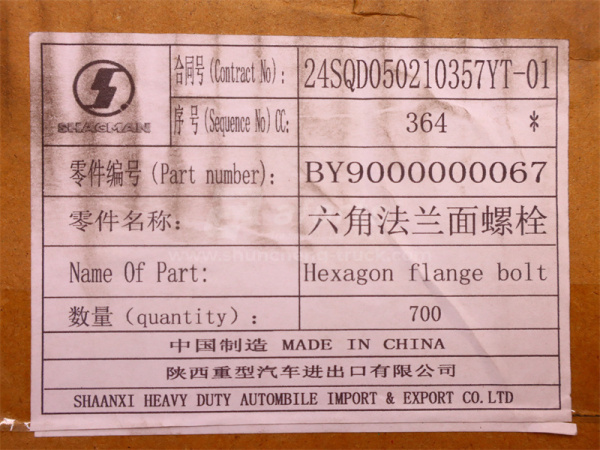 SHACMAN
合同号(Contract No): 24SQD050210357YT-01
序号(Sequence No)CC: 364 *
零件编号(Part number): BY9000000067
零件名称: 六角法兰面螺栓
Name Of Part: Hexagon flange bolt
数量(quantity): 700
中国制造 MADE IN CHINA
陕西重型汽车进出口有限公司
SHAANXI HEAVY DUTY AUTOMBILE IMPORT & EXPORT CO.LTD